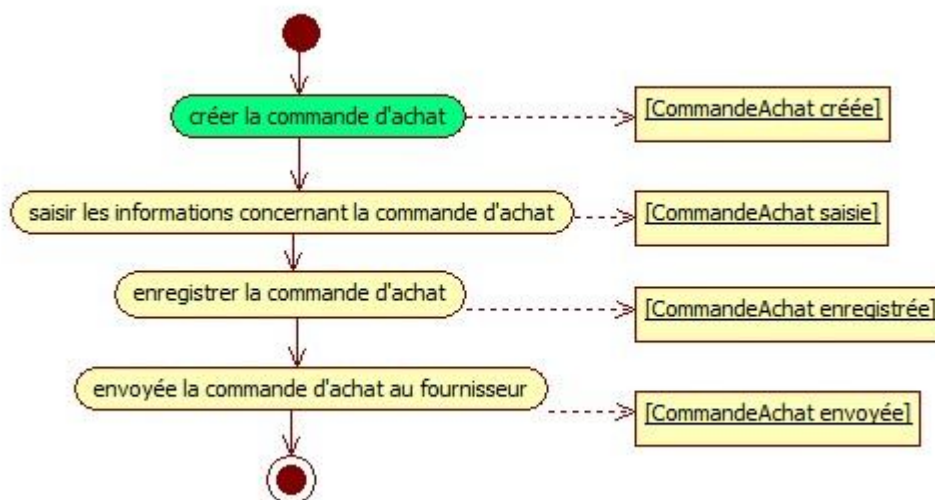 créer la commande d'achat
[CommandeAchat créée]
saisir les informations concernant la commande d'achat
[CommandeAchat saisie]
enregistrer la commande d'achat
[CommandeAchat enregistrée]
envoyée la commande d'achat au fournisseur
[CommandeAchat envoyée]